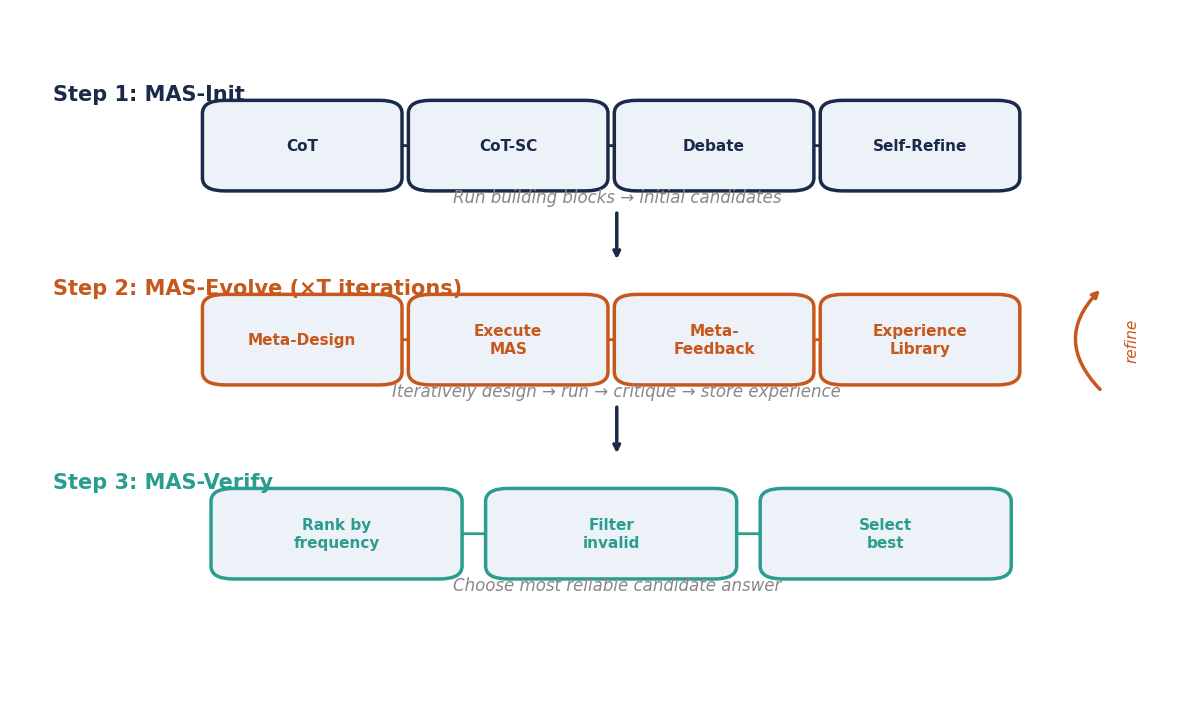 Step 1: MAS-Init
CoT
CoT-SC
Debate
Self-Refine
Run building blocks → initial candidates
Step 2: MAS-Evolve (×T iterations)
Meta-Design
Execute
MAS
Meta-
Feedback
Experience
Library
refine
Iteratively design → run → critique → store experience
Step 3: MAS-Verify
Rank by
frequency
Filter
invalid
Select
best
Choose most reliable candidate answer